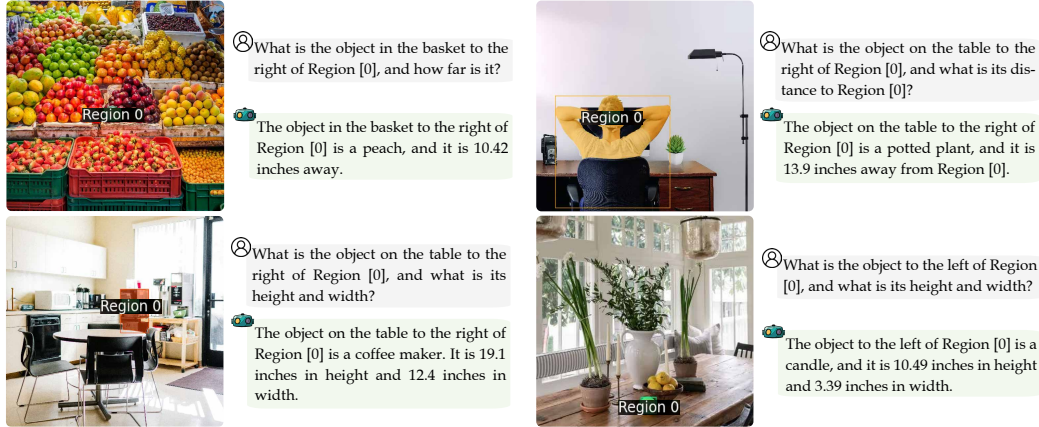 What is the object in the basket to the
right of Region [0], and how far is it?
Region 0
The object in the basket to the right of
Region [0] is a peach, and it is 10.42
inches away.
What is the object on the table to the
right of Region [0], and what is its dis-
tance to Region [0]?
Region 0
The object on the table to the right of
Region [0] is a potted plant, and it is
13.9 inches away from Region [0].
What is the object on the table to the
right of Region [0], and what is its
height and width?
Region 0
The object on the table to the right of
Region [0] is a coffee maker. It is 19.1
inches in height and 12.4 inches in
width.
What is the object to the left of Region
[0], and what is its height and width?
The object to the left of Region [0] is a
candle, and it is 10.49 inches in height
and 3.39 inches in width.
Region 0